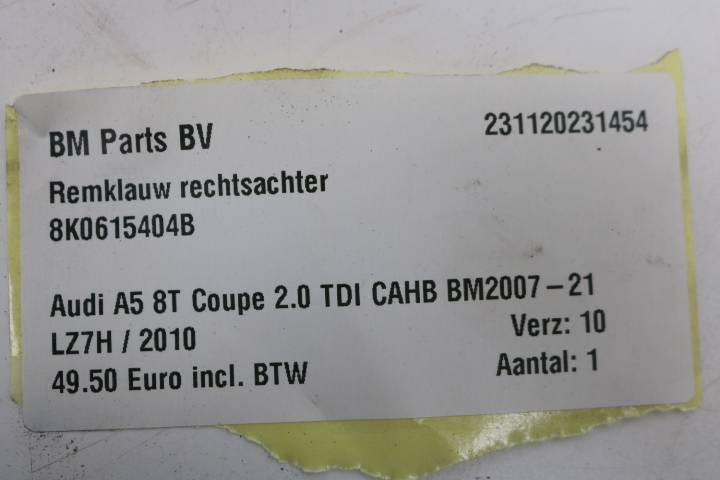 BM Parts BV 231120231454
Remklauw rechtsachter
8K0615404B
Audi A5 8T Coupe 2.0 TDI CAHB BM2007-21
LZ7H / 2010 Verz: 10
49.50 Euro incl. BTW Aantal: 1